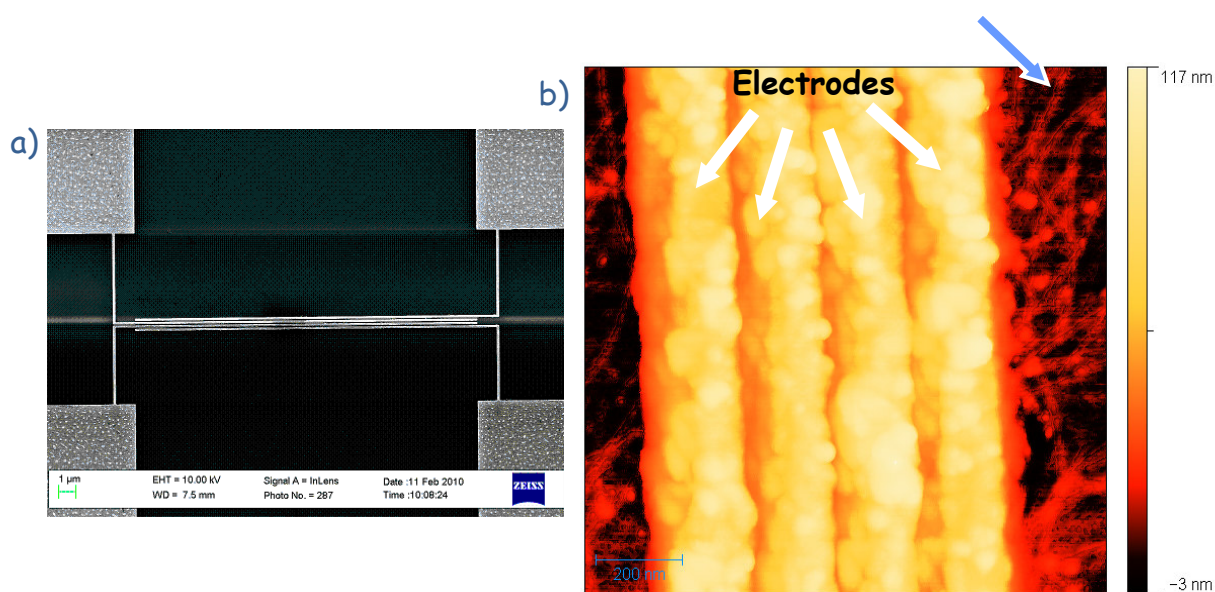 a)
1 µm
EHT = 10.00 kV
WD = 7.5 mm
Signal A = InLens
Photo No. = 287
Date :11 Feb 2010
Time :10:08:24
ZEISS
b)
Electrodes
200 nm
117 nm
−3 nm